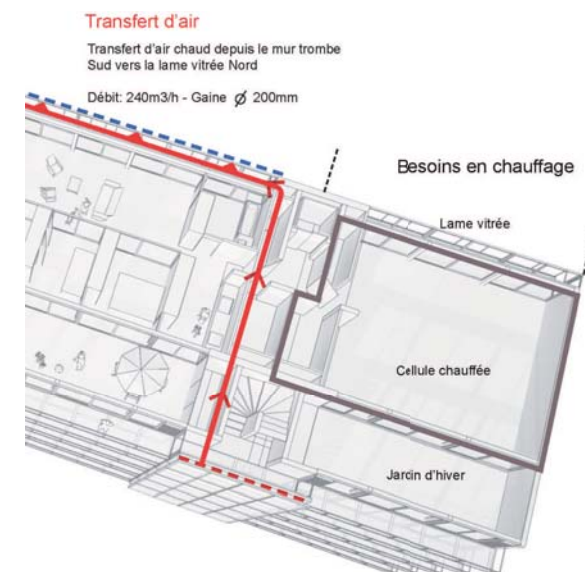 Transfert d'air
Transfert d'air chaud depuis le mur trombe
Sud vers la lame vitrée Nord
Débit: 240m3/h - Gaine Ø 200mm
Besoins en chauffage
Lame vitrée
Cellule chauffée
Jardin d'hiver